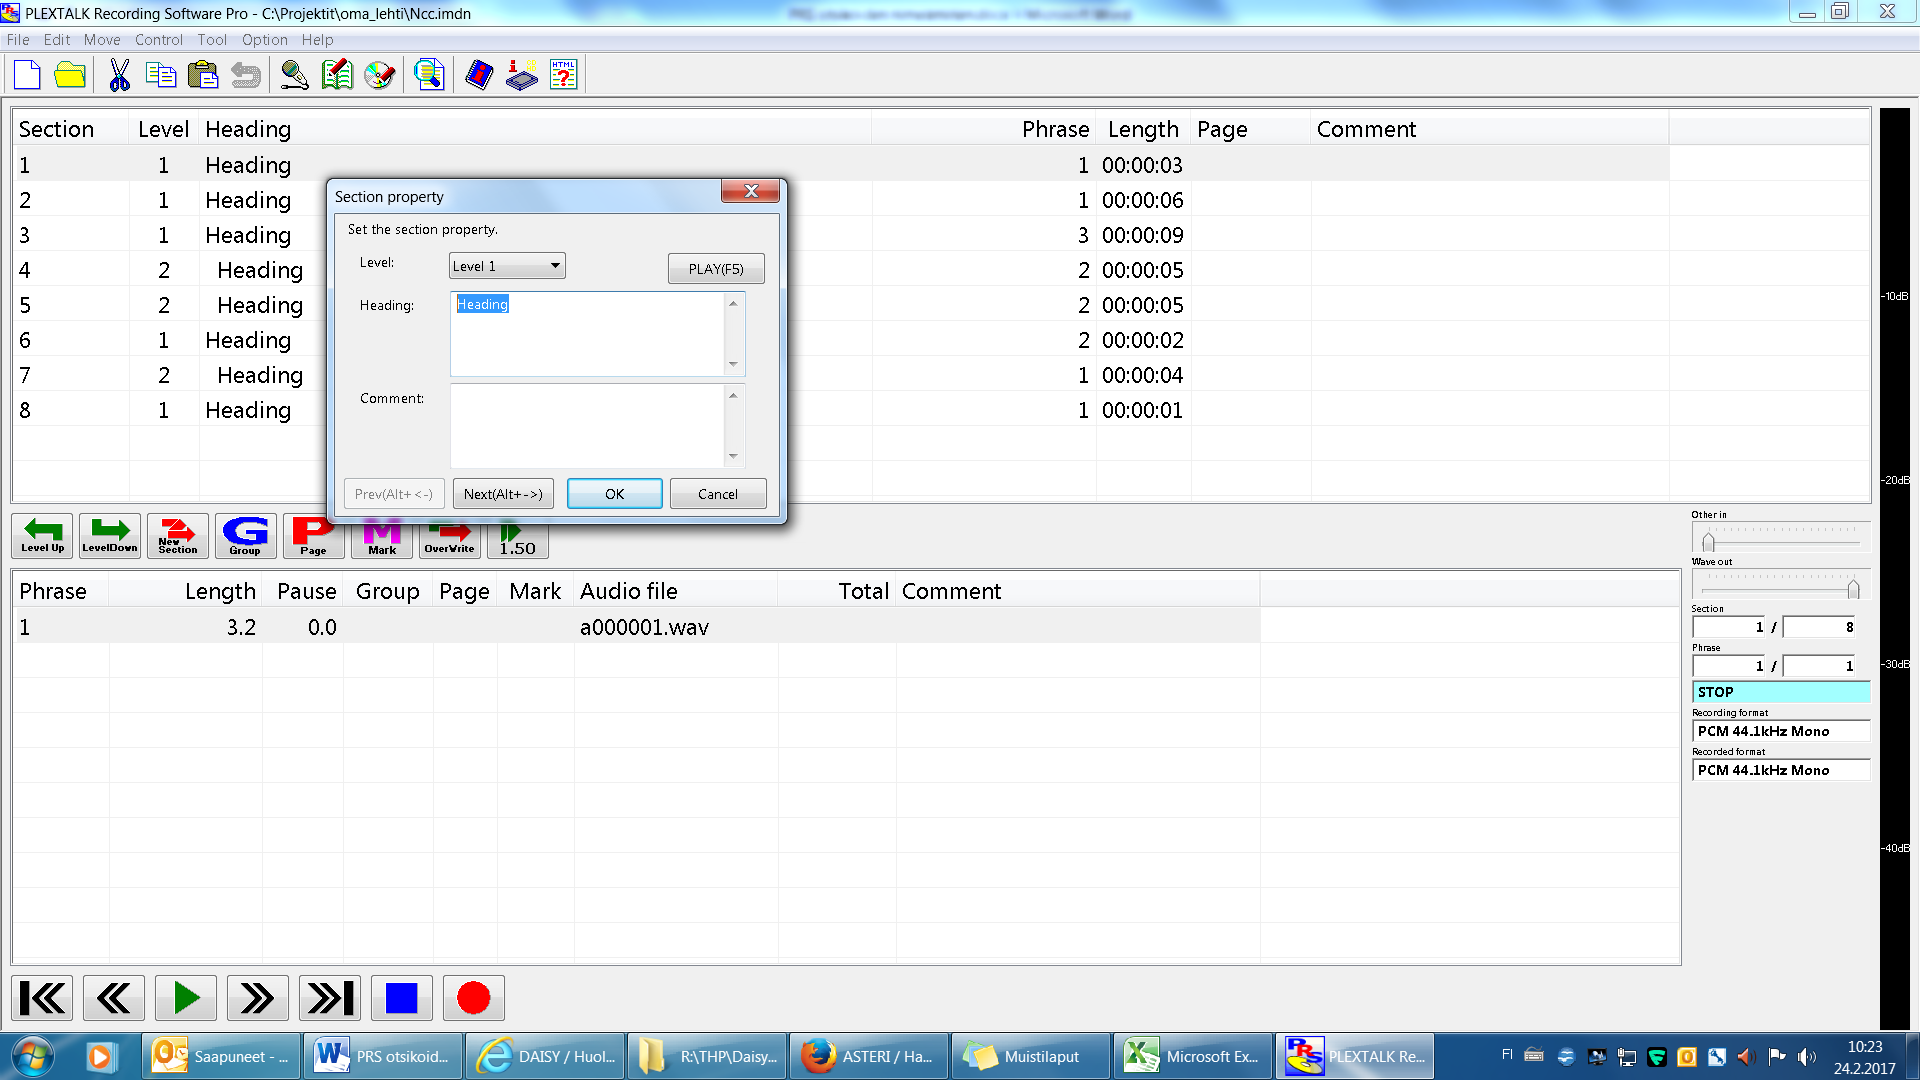 PLEXTALK Recording Software Pro - C:\Projektit\oma_lehti\Ncc.imdn
File Edit Move Control Tool Option Help
HTML
Section Level Heading Phrase Length Page Comment
1 1 Heading 1 00:00:03
2 1 Heading 1 00:00:06
3 1 Heading 3 00:00:09
4 2 Heading 2 00:00:05
5 2 Heading 2 00:00:05
6 1 Heading 2 00:00:02
7 2 Heading 1 00:00:04
8 1 Heading 1 00:00:01
Section property
Set the section property.
Level: Level 1 PLAY(F5)
Heading: Heading
Comment:
Prev(Alt+ <-) Next(Alt+ ->) OK Cancel
-10dB
-20dB
-30dB
-40dB
Level Up LevelDown New Section G Group P Page M Mark OverWrite 1.50
Other in
Wave out
Section
1 / 8
Phrase
1 / 1
STOP
Recording format
PCM 44.1kHz Mono
Recorded format
PCM 44.1kHz Mono
Phrase Length Pause Group Page Mark Audio file Total Comment
1 3.2 0.0 a000001.wav
Saapuneet - ... PRS otsikoid... DAISY / Huol... R:\THP\Daisy... ASTERI / Ha... Muistilaput Microsoft Ex... PLEXTALK Re... FI 10:23
24.2.2017